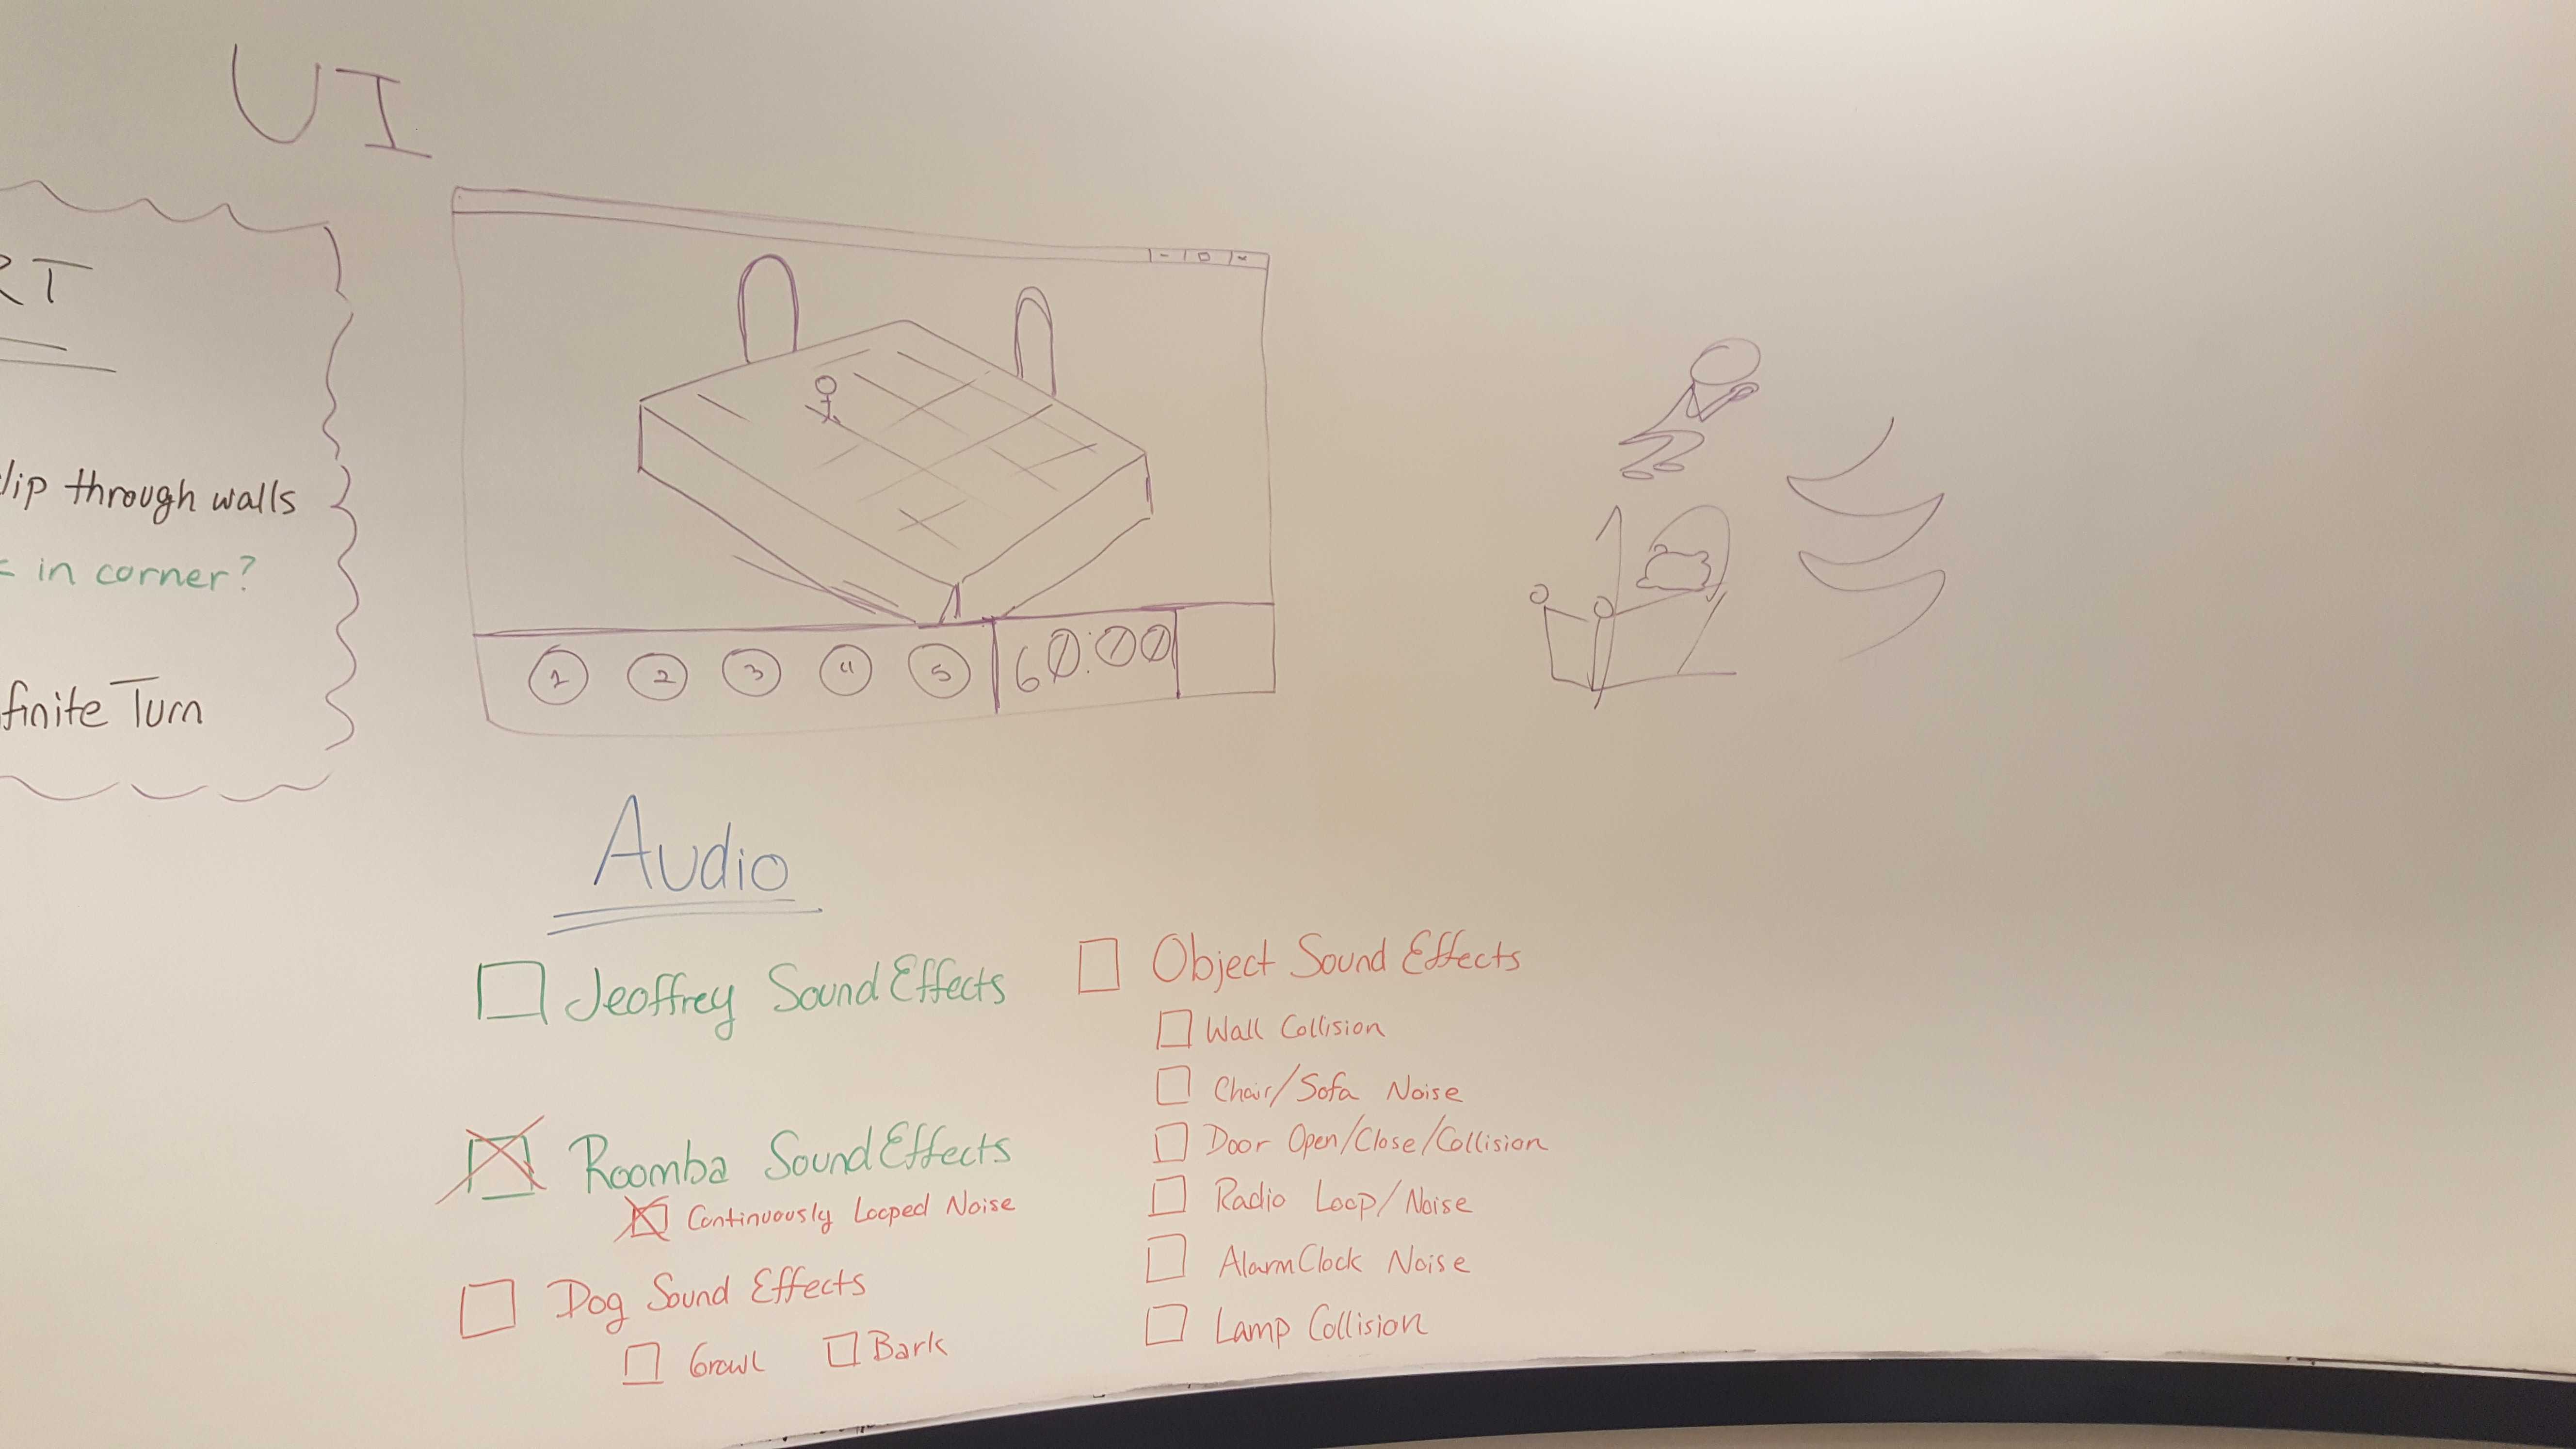 UI
RT
through walls
in corner?
Turn
- O x
1 2 3 4 5 60:00
Audio
Jeoffrey Sound Effects
Roomba Sound Effects
Continuously Looped Noise
Dog Sound Effects
Growl Bark
Object Sound Effects
Wall Collision
Chair/Sofa Noise
Door Open/Close/Collision
Radio Loop/Noise
AlarmClock Noise
Lamp Collision